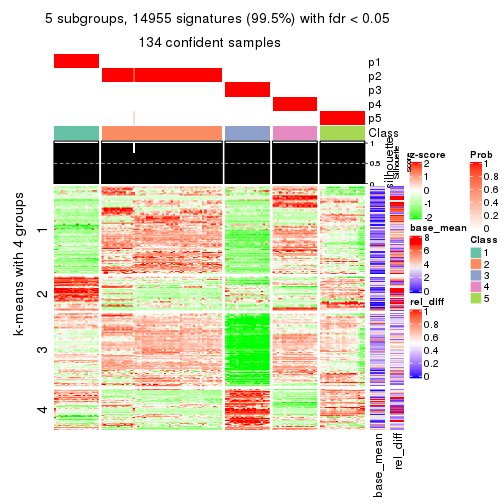 5 subgroups, 14955 signatures (99.5%) with fdr < 0.05
134 confident samples
p1
p2
p3
p4
p5
Class
1
0.5
0
silhouette
Silhouette
score
k-means with 4 groups
1
2
3
4
base_mean
rel_diff
z-score
2
1
0
-1
-2
base_mean
8
6
4
2
0
rel_diff
1
0.8
0.6
0.4
0.2
0
Prob
1
0.8
0.6
0.4
0.2
0
Class
1
2
3
4
5